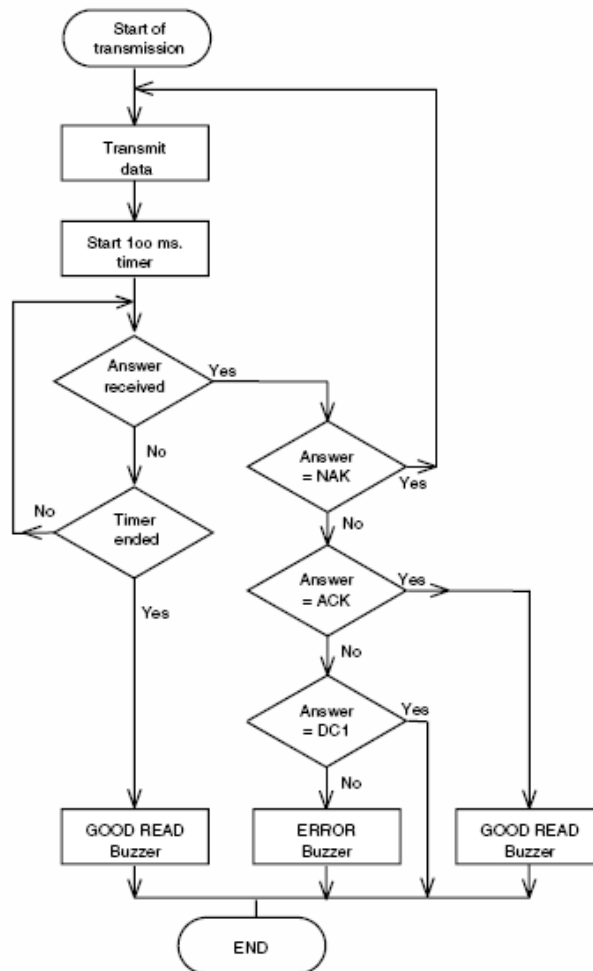 Start of
transmission
Transmit
data
Start 1oo ms.
timer
Answer
received
Yes
No
Answer
= NAK
Yes
No
Timer
ended
No
Yes
Answer
= ACK
Yes
No
Answer
= DC1
Yes
No
GOOD READ
Buzzer
ERROR
Buzzer
GOOD READ
Buzzer
END